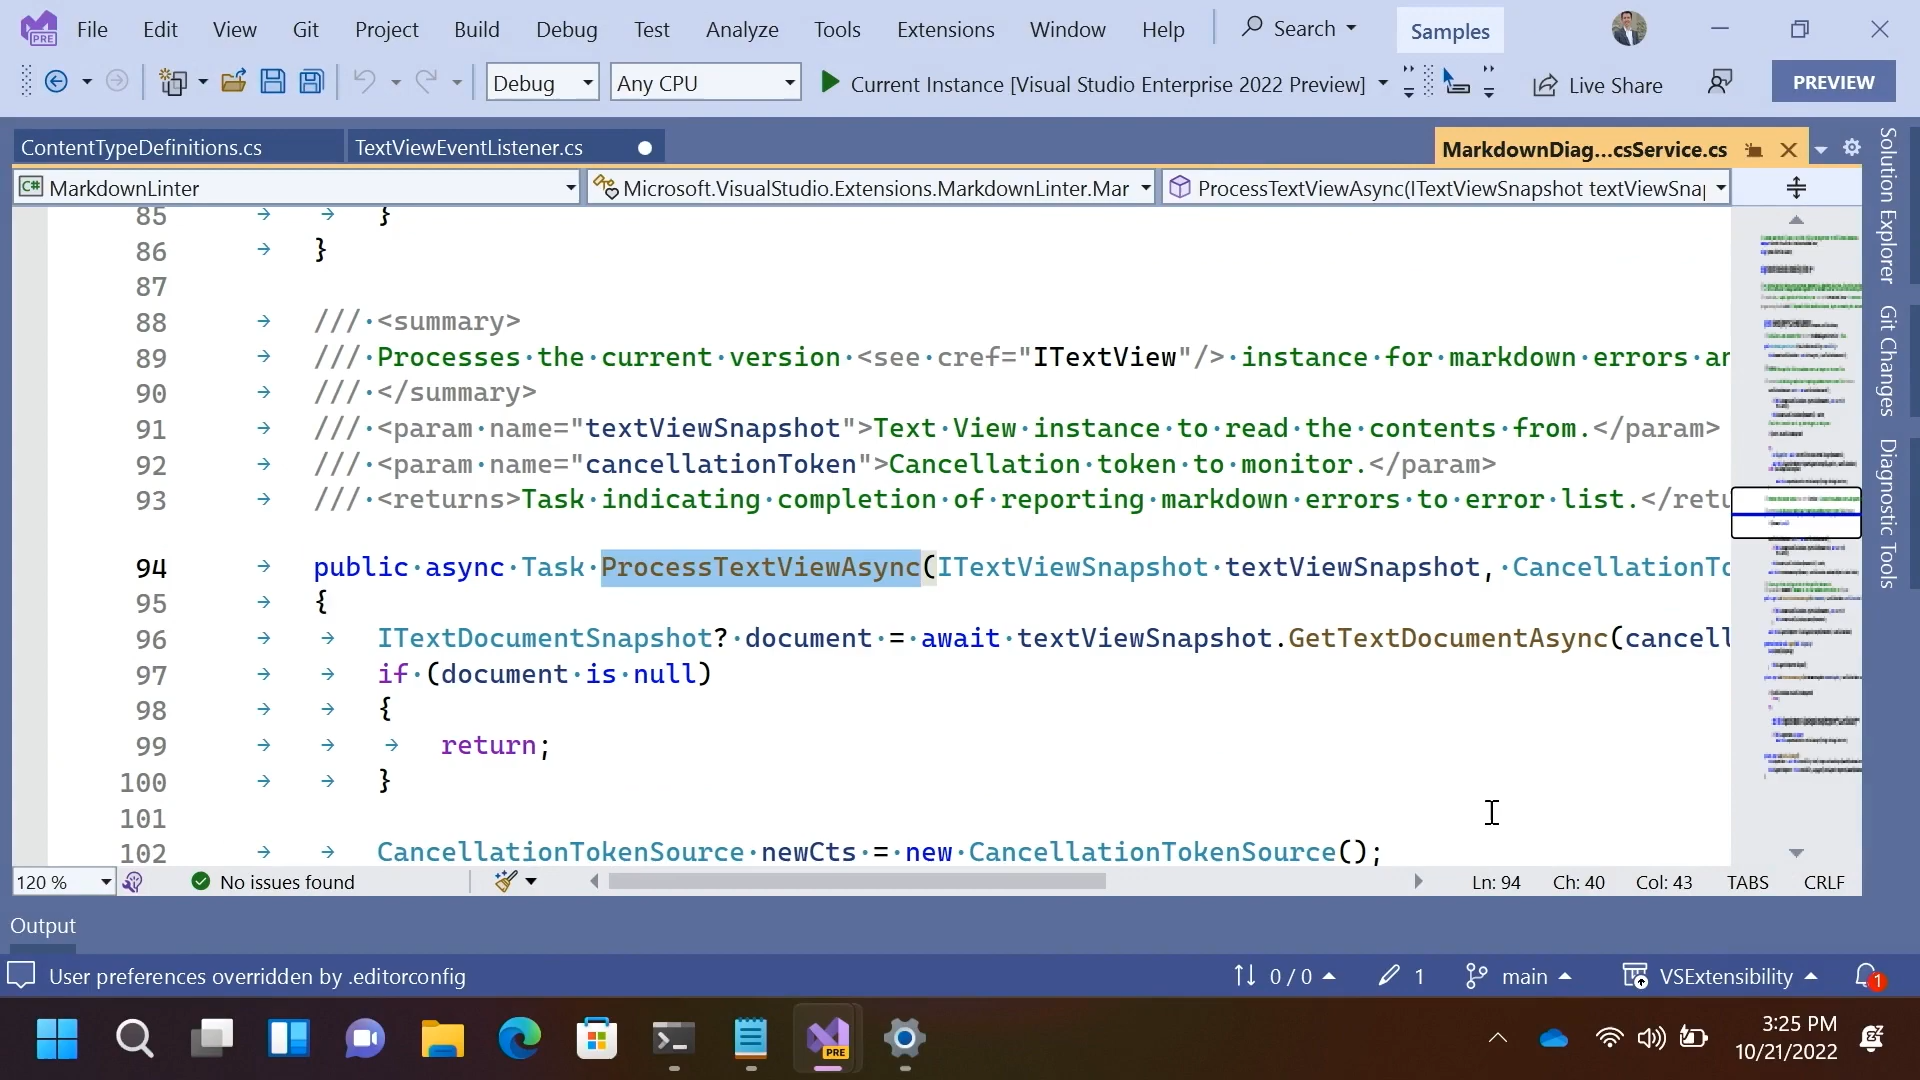 File Edit View Git Project Build Debug Test Analyze Tools Extensions Window Help Search Samples
PRE
Debug Any CPU Current Instance [Visual Studio Enterprise 2022 Preview] Live Share PREVIEW
ContentTypeDefinitions.cs TextViewEventListener.cs MarkdownDiag...csService.cs
C# MarkdownLinter Microsoft.VisualStudio.Extensions.MarkdownLinter.Mar ProcessTextViewAsync(ITextViewSnapshot textViewSnap
85 }
86 }
87
88 /// <summary>
89 /// Processes the current version <see cref="ITextView"/> instance for markdown errors an
90 /// </summary>
91 /// <param name="textViewSnapshot">Text View instance to read the contents from.</param>
92 /// <param name="cancellationToken">Cancellation token to monitor.</param>
93 /// <returns>Task indicating completion of reporting markdown errors to error list.</retu
94 public async Task ProcessTextViewAsync(ITextViewSnapshot textViewSnapshot, CancellationTo
95 {
96 ITextDocumentSnapshot? document = await textViewSnapshot.GetTextDocumentAsync(cancell
97 if (document is null)
98 {
99 return;
100 }
101
102 CancellationTokenSource newCts = new CancellationTokenSource();
Solution Explorer
Git Changes
Diagnostic Tools
120 % No issues found Ln: 94 Ch: 40 Col: 43 TABS CRLF
Output
User preferences overridden by .editorconfig 0 / 0 1 main VSExtensibility 1
PRE
3:25 PM
10/21/2022